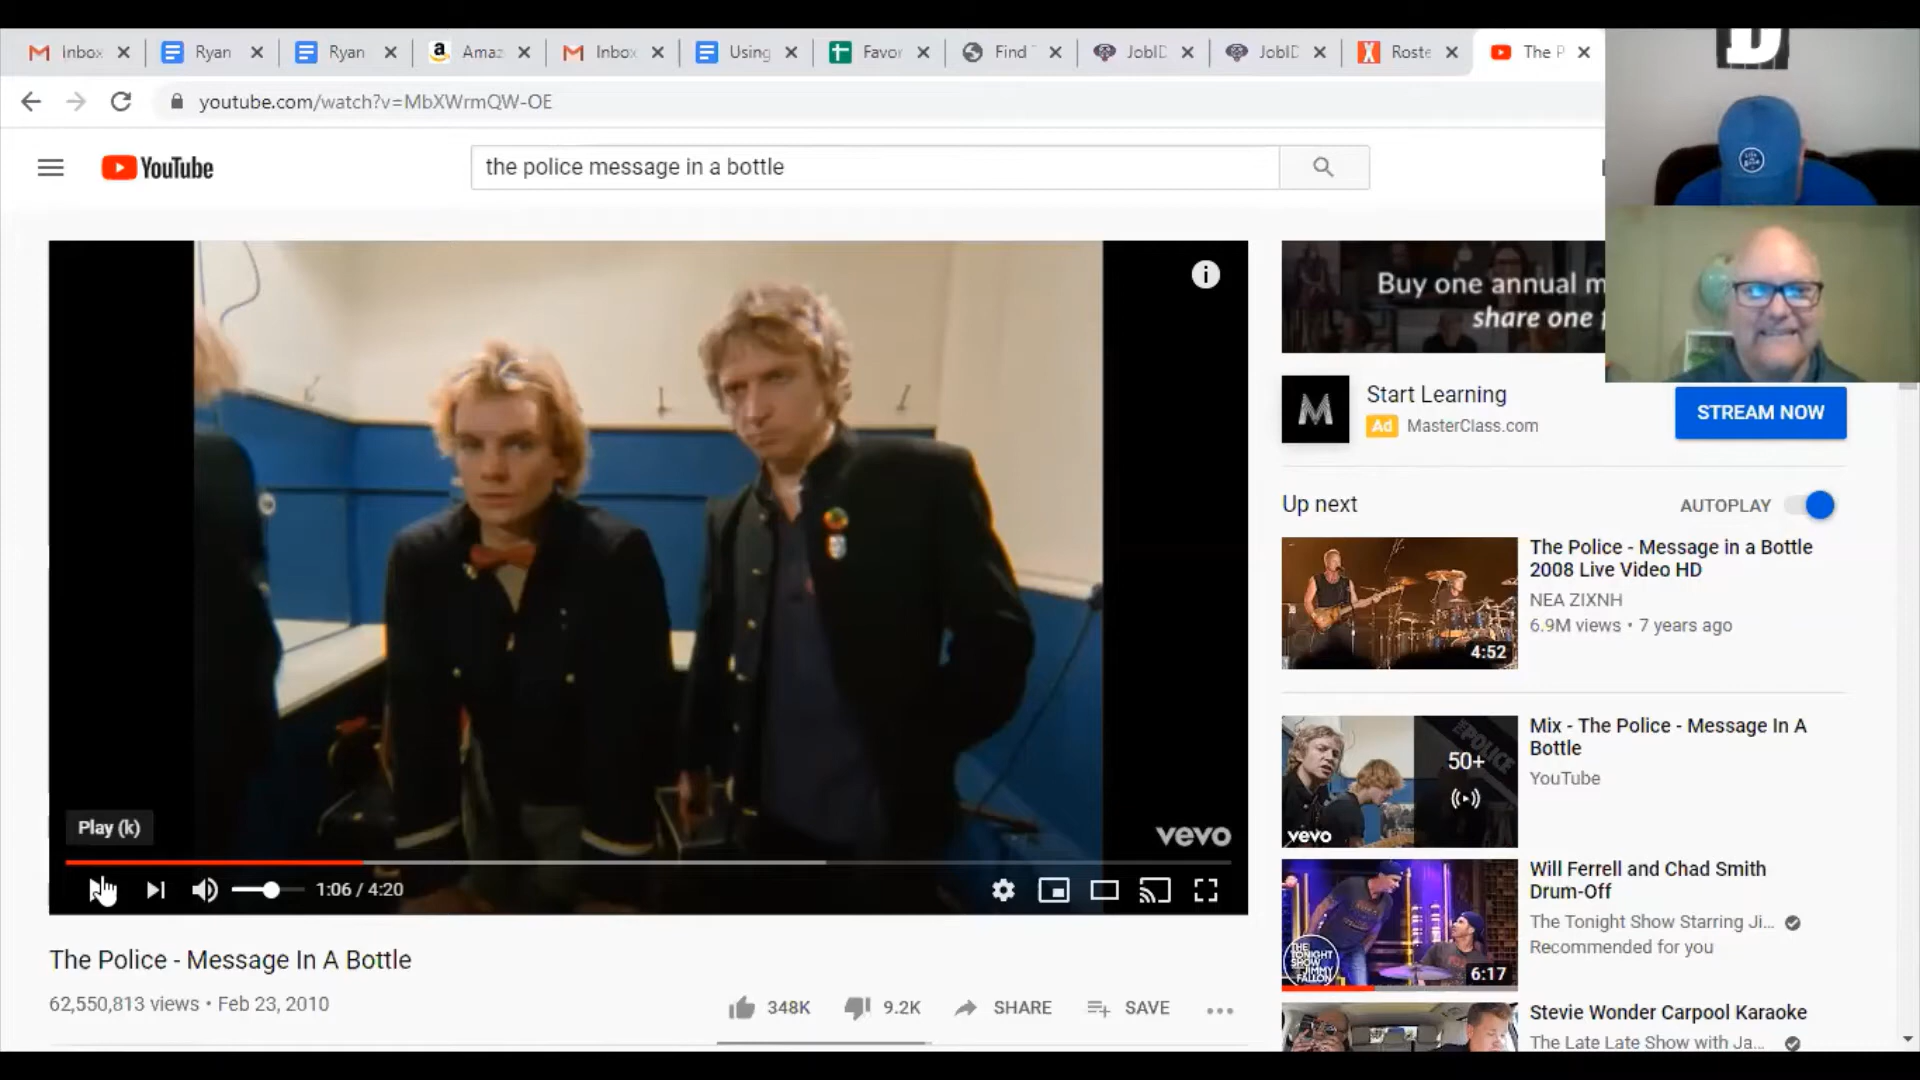 Inbox
Ryan
Ryan
Amaz
Inbox
Using
Favor
Find
JobID
JobID
Roste
The P
youtube.com/watch?v=MbXWrmQW-OE
YouTube
the police message in a bottle
Buy one annual m
share one f
Start Learning
Ad MasterClass.com
STREAM NOW
Up next
AUTOPLAY
The Police - Message in a Bottle
2008 Live Video HD
NEA ZIXNH
6.9M views • 7 years ago
4:52
Mix - The Police - Message In A
Bottle
YouTube
50+
POLICE
vevo
Will Ferrell and Chad Smith
Drum-Off
The Tonight Show Starring Ji...
Recommended for you
THE
TONIGHT
SHOW
JIMMY
FALLON
6:17
Stevie Wonder Carpool Karaoke
The Late Late Show with Ja...
vevo
Play (k)
1:06 / 4:20
The Police - Message In A Bottle
62,550,813 views • Feb 23, 2010
348K
9.2K
SHARE
SAVE